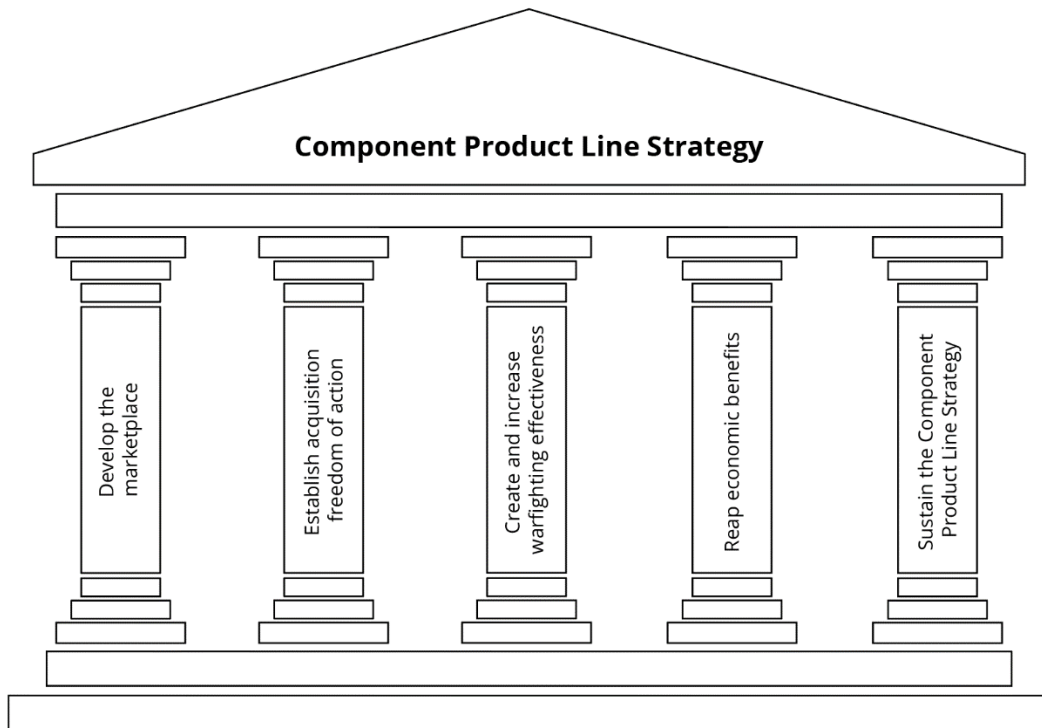 Component Product Line Strategy
Develop the
marketplace
Establish acquisition
freedom of action
Create and increase
warfighting effectiveness
Reap economic benefits
Sustain the Component
Product Line Strategy